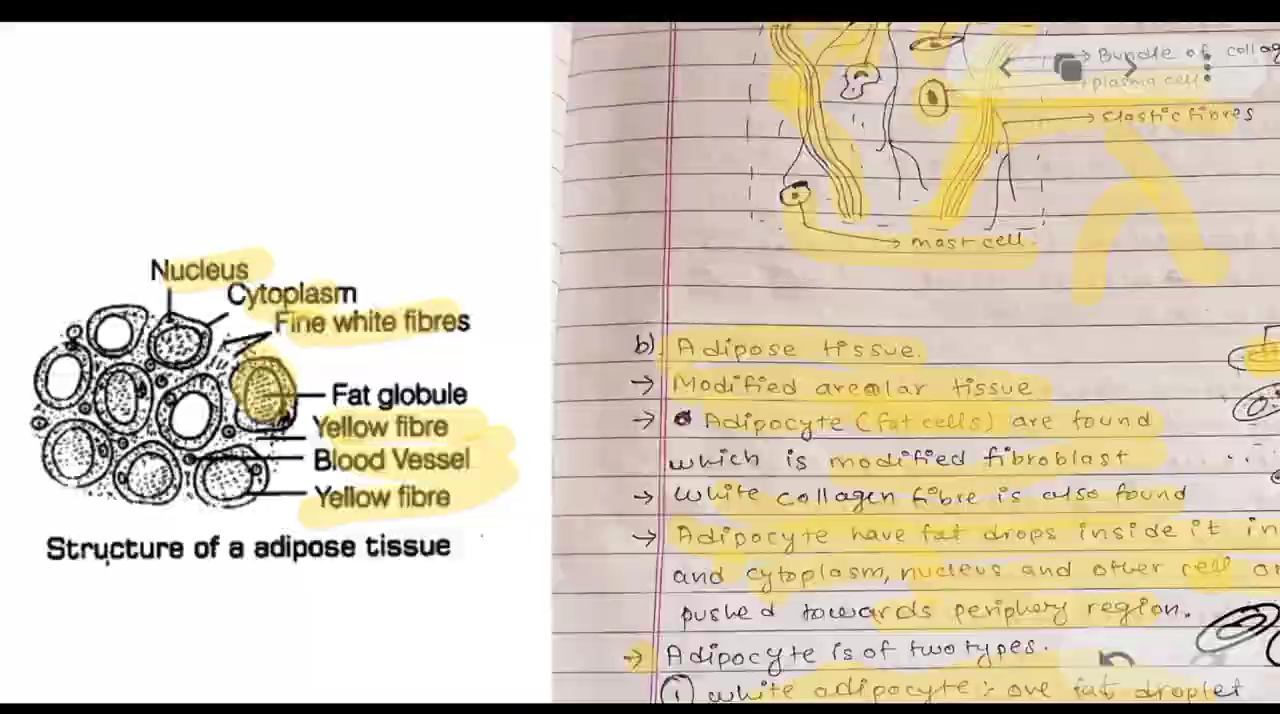 Nucleus
Cytoplasm
Fine white fibres
Fat globule
Yellow fibre
Blood Vessel
Yellow fibre
Structure of a adipose tissue
Bundle of collag
plasma cell
Elastic fibres
mast cell.
b) Adipose tissue.
→ Modified areolar tissue
→ Adipocyte (fat cells) are found
which is modified fibroblast
→ White collagen fibre is also found
→ Adipocyte have fat drops inside it in
and cytoplasm, nucleus and other cell or
pushed towards periphery region.
→ Adipocyte is of two types.
① White adipocyte: one fat droplet